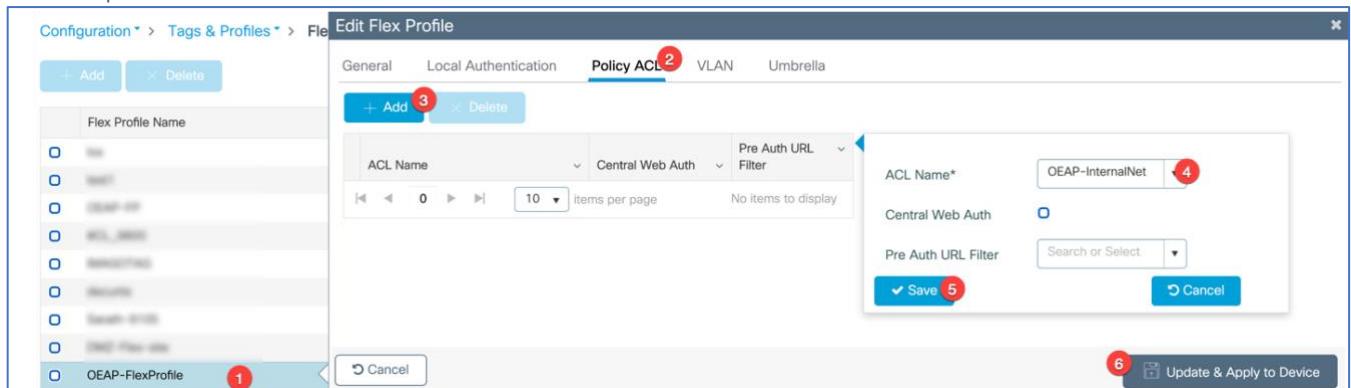 Configuration > Tags & Profiles > Fle
Add Delete
Flex Profile Name
OEAP-FlexProfile 1
Edit Flex Profile
General Local Authentication Policy ACL 2 VLAN Umbrella
Add 3 Delete
ACL Name Central Web Auth Pre Auth URL Filter
0 10 items per page No items to display
ACL Name* OEAP-InternalNet 4
Central Web Auth
Pre Auth URL Filter Search or Select
Save 5 Cancel
Cancel 6 Update & Apply to Device